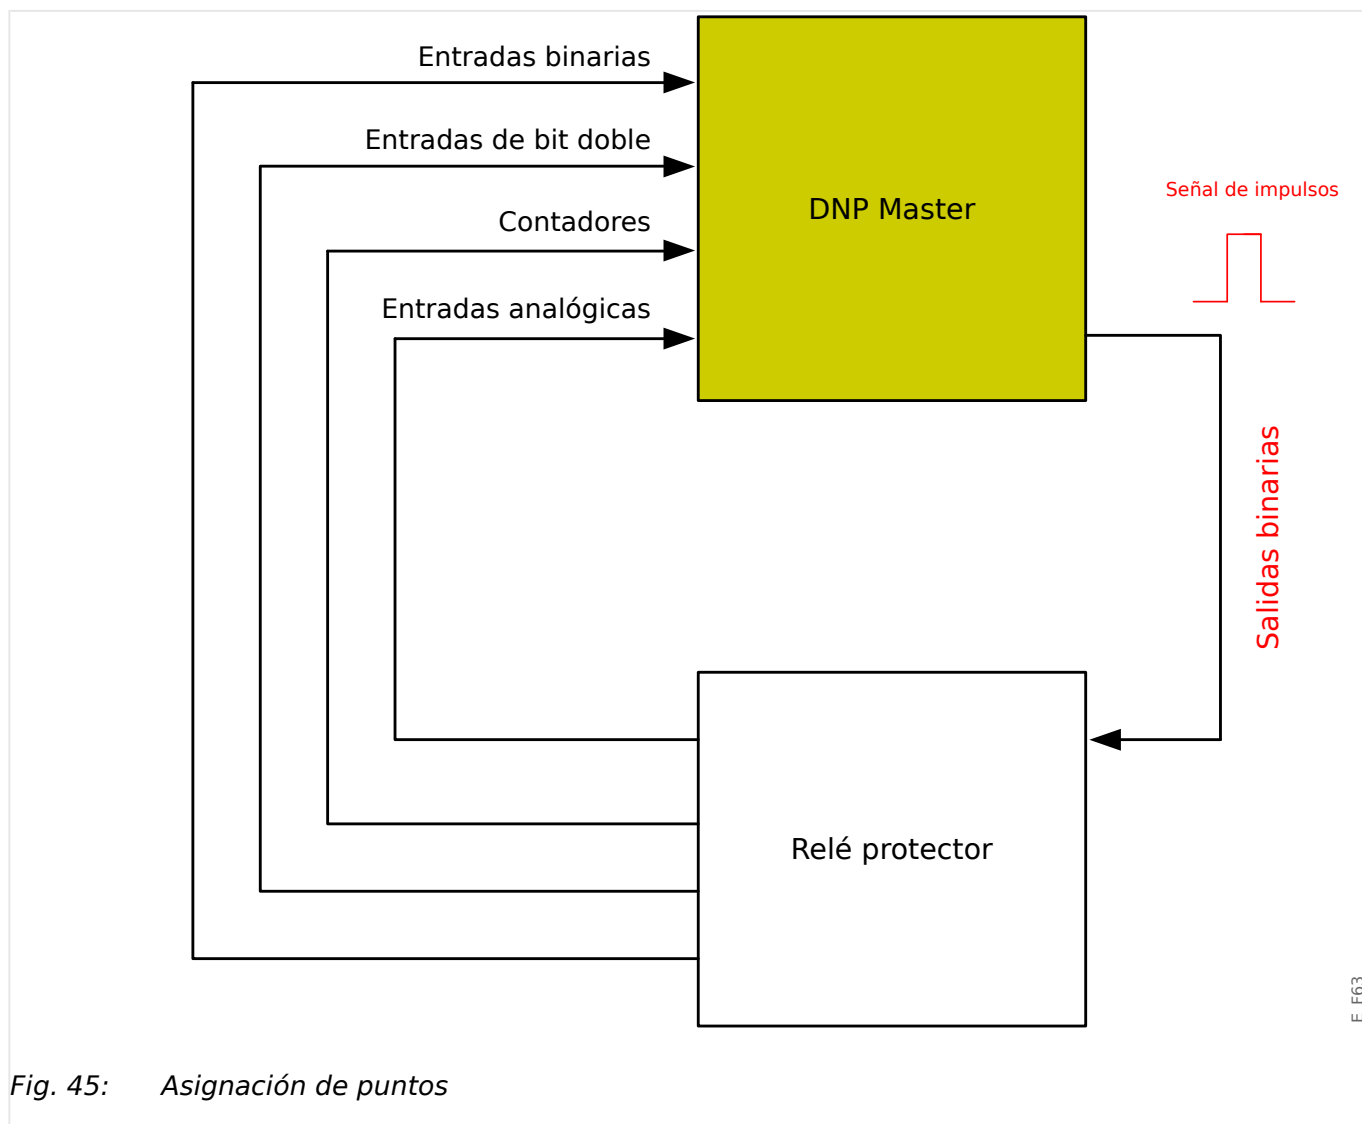 Entradas binarias
Entradas de bit doble
Contadores
Entradas analógicas
DNP Master
Señal de impulsos
Salidas binarias
Relé protector
Fig. 45: Asignación de puntos